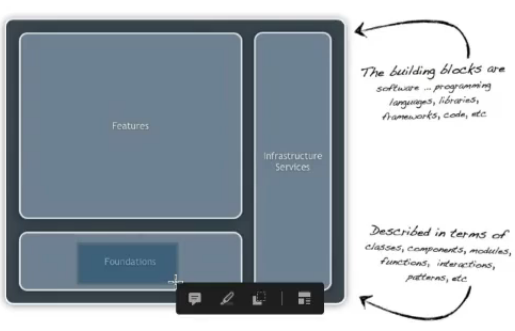 Features
Infrastructure
Services
Foundations
The building blocks are
software ... programming
languages, libraries,
frameworks, code, etc
Described in terms of
classes, components, modules,
functions, interactions,
patterns, etc